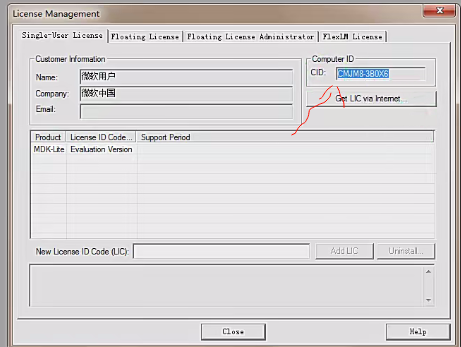 License Management
Single-User License
Floating License
Floating License Administrator
FlexLM License
Customer Information
Name: 微软用户
Company: 微软中国
Email:
Computer ID
CID: CMJM8-380X6
Get LIC via Internet...
Product
License ID Code...
Support Period
MDK-Lite
Evaluation Version
New License ID Code (LIC):
Add LIC
Uninstall...
Close
Help